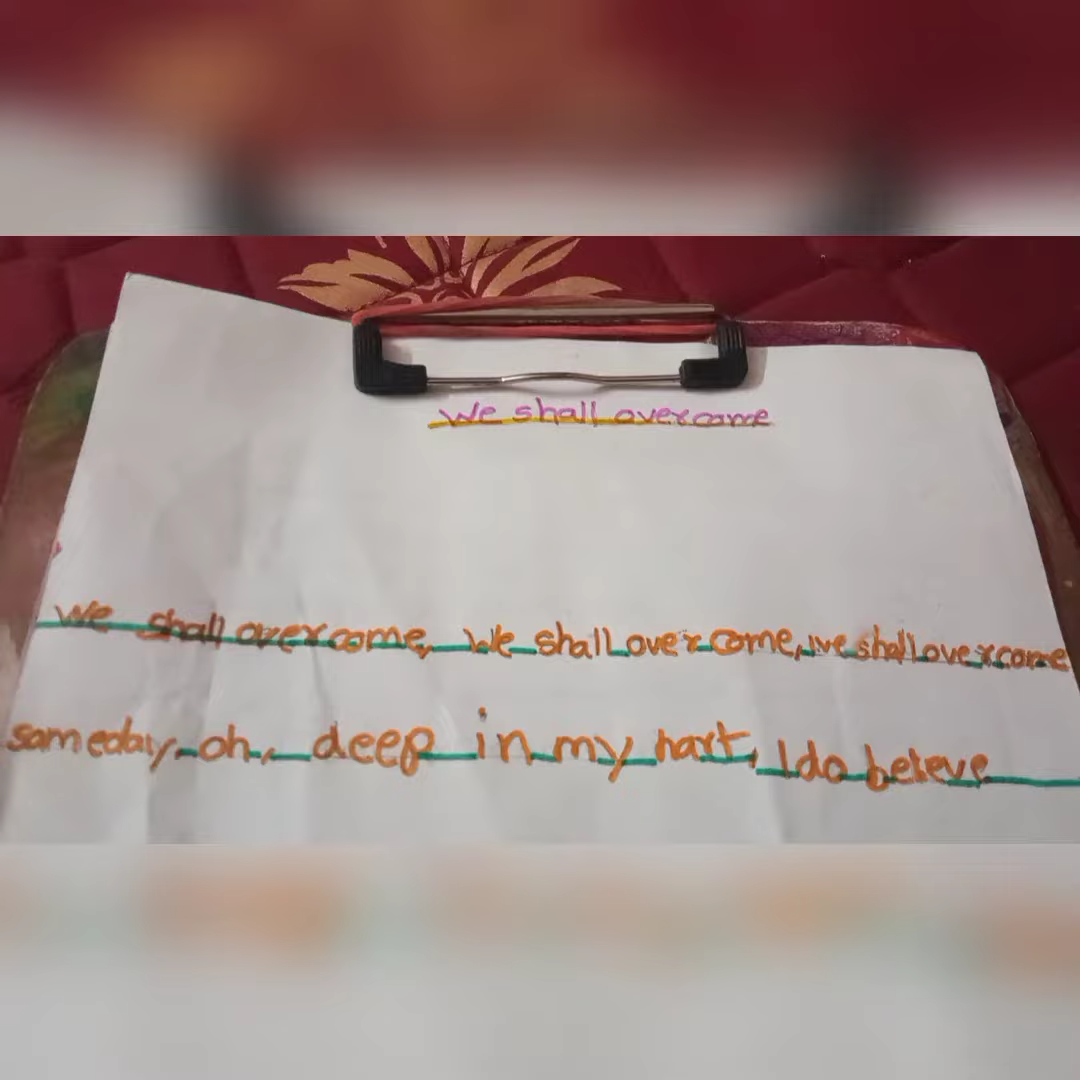 We shall overcome
We shall overcome, We shall overcome, we shall overcome
someday, oh, deep in my hart, I do beleve